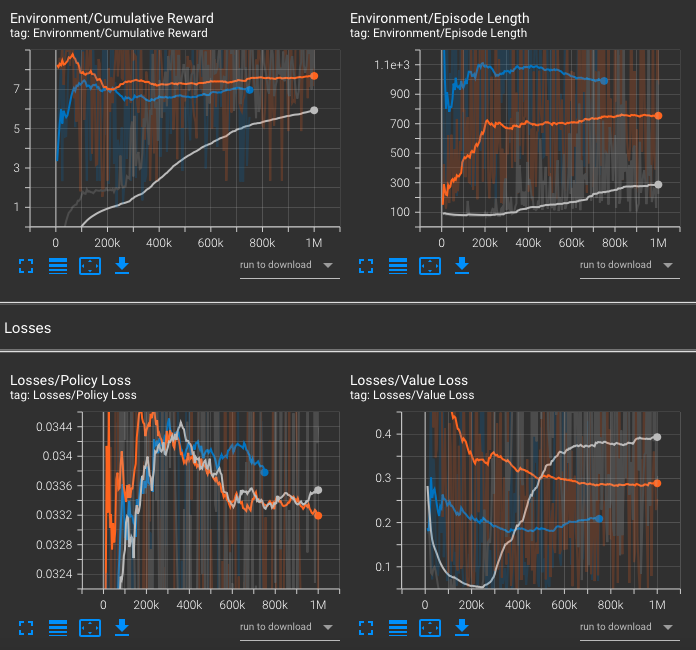 Environment/Cumulative Reward
tag: Environment/Cumulative Reward
7
5
3
1
0 200k 400k 600k 800k 1M
run to download
Environment/Episode Length
tag: Environment/Episode Length
1.1e+3
900
700
500
300
100
0 200k 400k 600k 800k 1M
run to download
Losses
Losses/Policy Loss
tag: Losses/Policy Loss
0.0344
0.034
0.0336
0.0332
0.0328
0.0324
0 200k 400k 600k 800k 1M
run to download
Losses/Value Loss
tag: Losses/Value Loss
0.4
0.3
0.2
0.1
0 200k 400k 600k 800k 1M
run to download